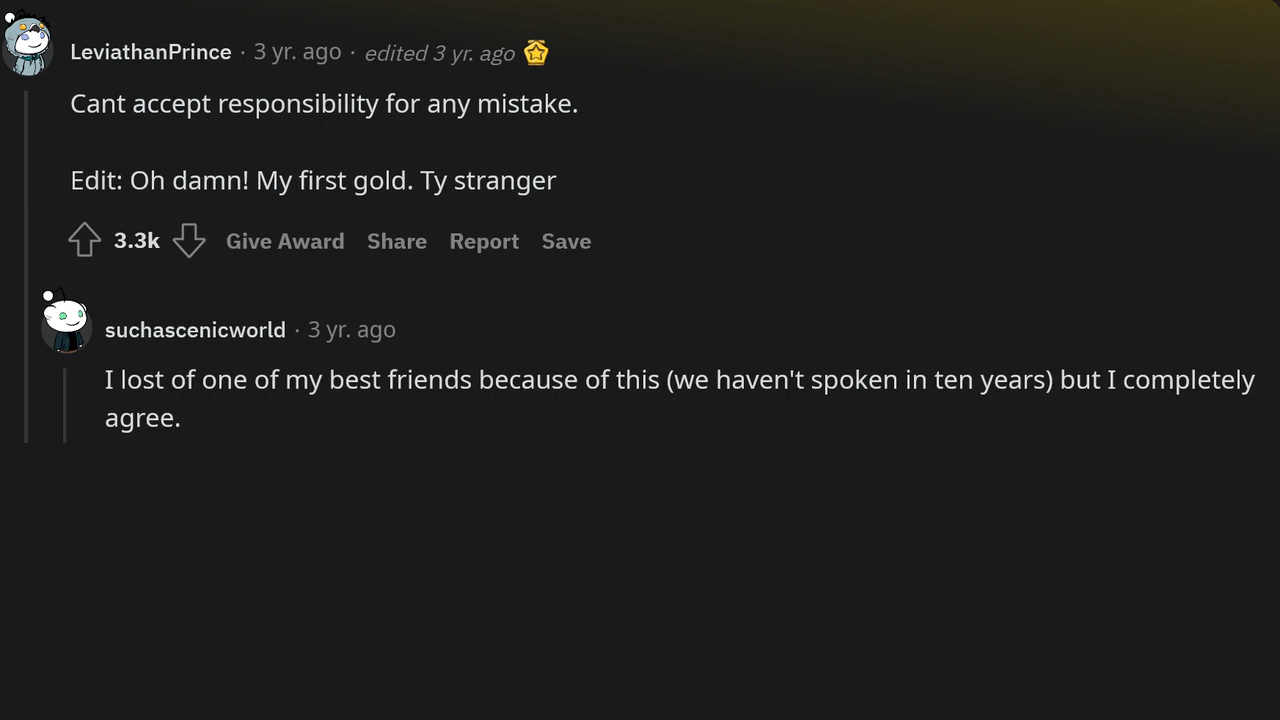 LeviathanPrince · 3 yr. ago · edited 3 yr. ago
Cant accept responsibility for any mistake.
Edit: Oh damn! My first gold. Ty stranger
3.3k Give Award Share Report Save
suchascenicworld · 3 yr. ago
I lost of one of my best friends because of this (we haven't spoken in ten years) but I completely
agree.